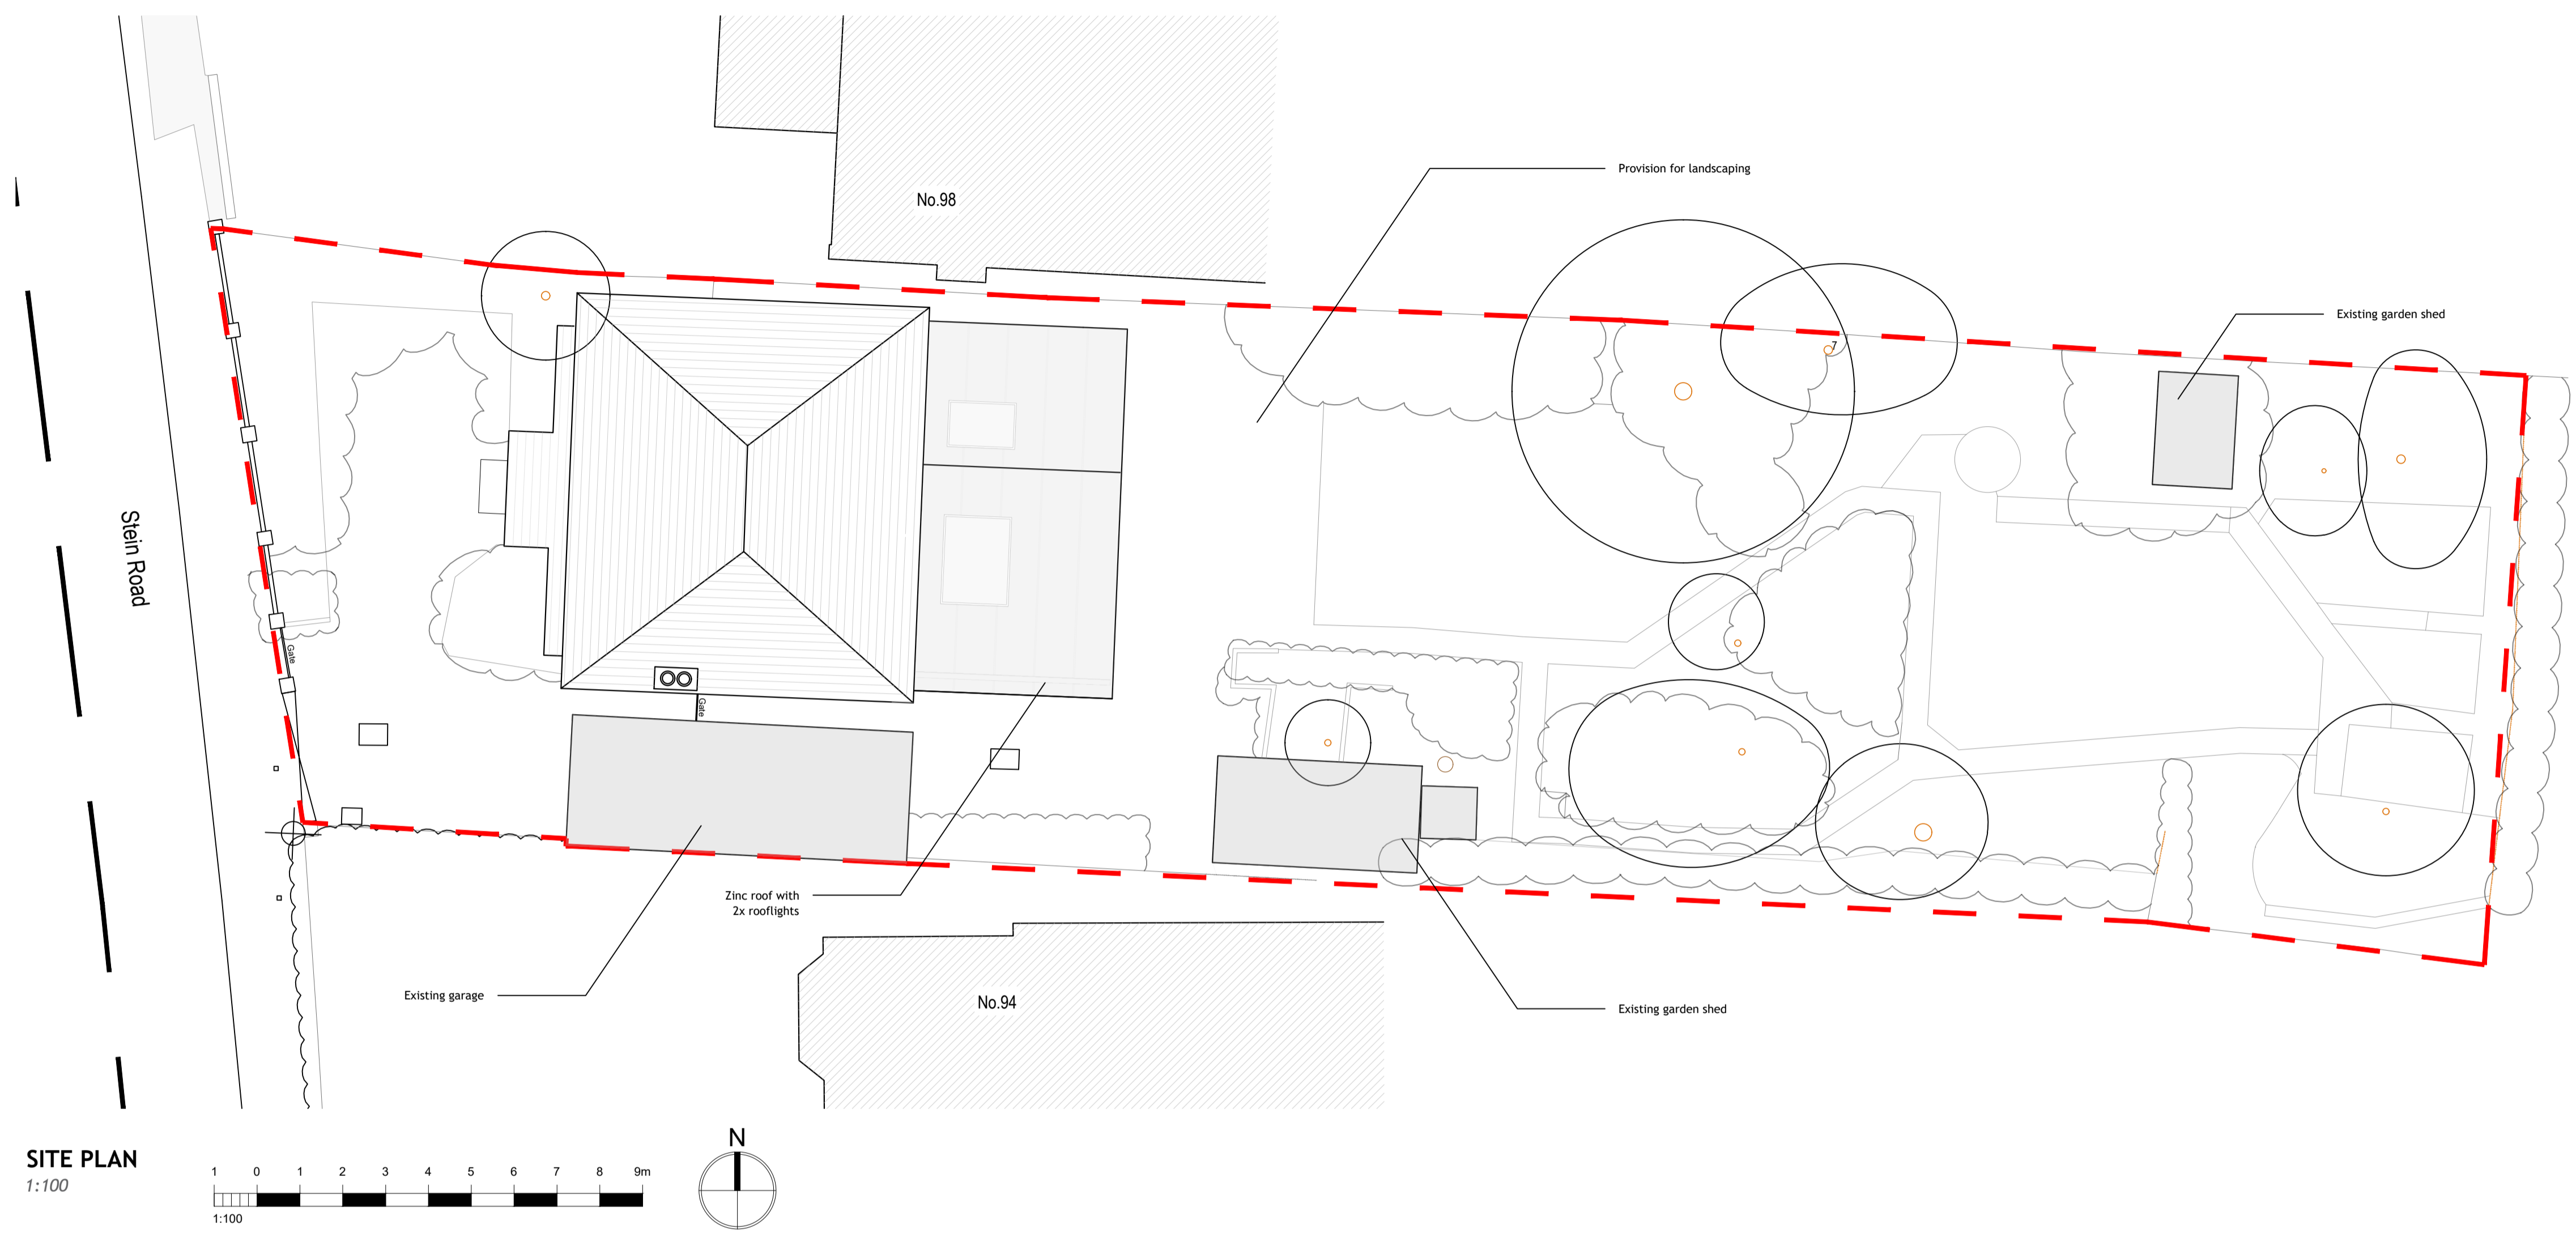 No.98
Provision for landscaping
Existing garden shed
7
Stein Road
Gate
Gate
Zinc roof with
2x rooflights
Existing garage
No.94
Existing garden shed
SITE PLAN
1:100
1 0 1 2 3 4 5 6 7 8 9m
1:100
N